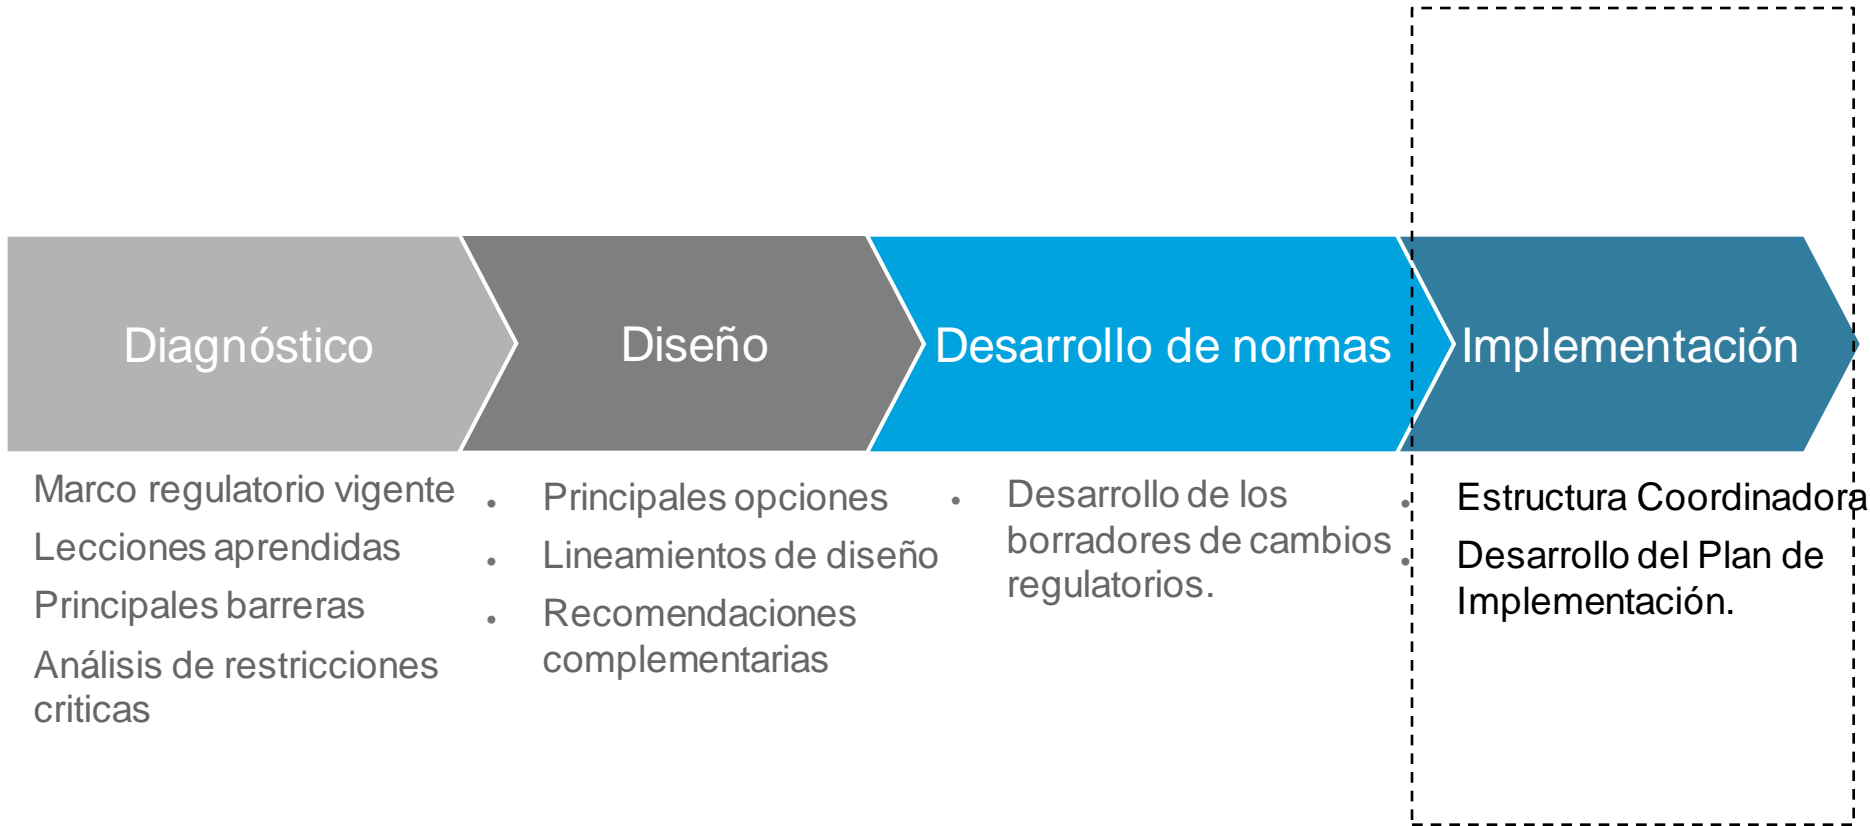 Diagnóstico
Diseño
Desarrollo de normas
Implementación
Marco regulatorio vigente
Lecciones aprendidas
Principales barreras
Análisis de restricciones
criticas
• Principales opciones
• Lineamientos de diseño
• Recomendaciones
complementarias
• Desarrollo de los
borradores de cambios
regulatorios.
• Estructura Coordinadora
• Desarrollo del Plan de
Implementación.